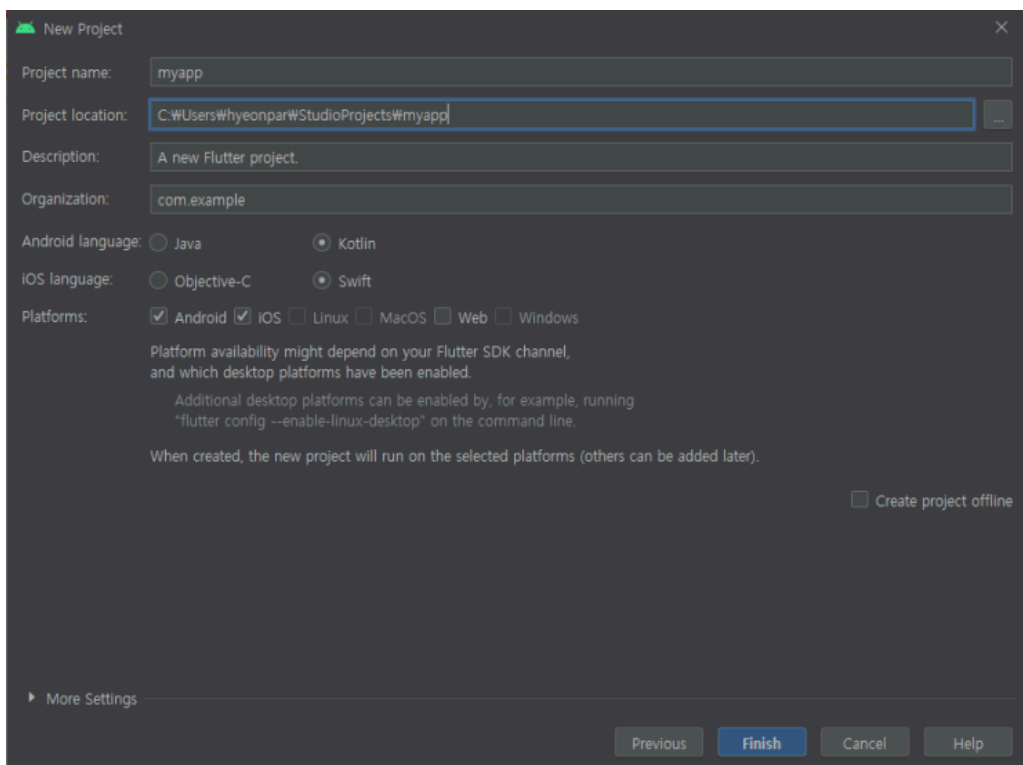 New Project
Project name: myapp
Project location: C:₩Users₩hyeonpar₩StudioProjects₩myapp ...
Description: A new Flutter project.
Organization: com.example
Android language: Java Kotlin
iOS language: Objective-C Swift
Platforms: Android iOS Linux MacOS Web Windows
Platform availability might depend on your Flutter SDK channel,
and which desktop platforms have been enabled.
Additional desktop platforms can be enabled by, for example, running
"flutter config --enable-linux-desktop" on the command line.
When created, the new project will run on the selected platforms (others can be added later).
Create project offline
More Settings
Previous Finish Cancel Help